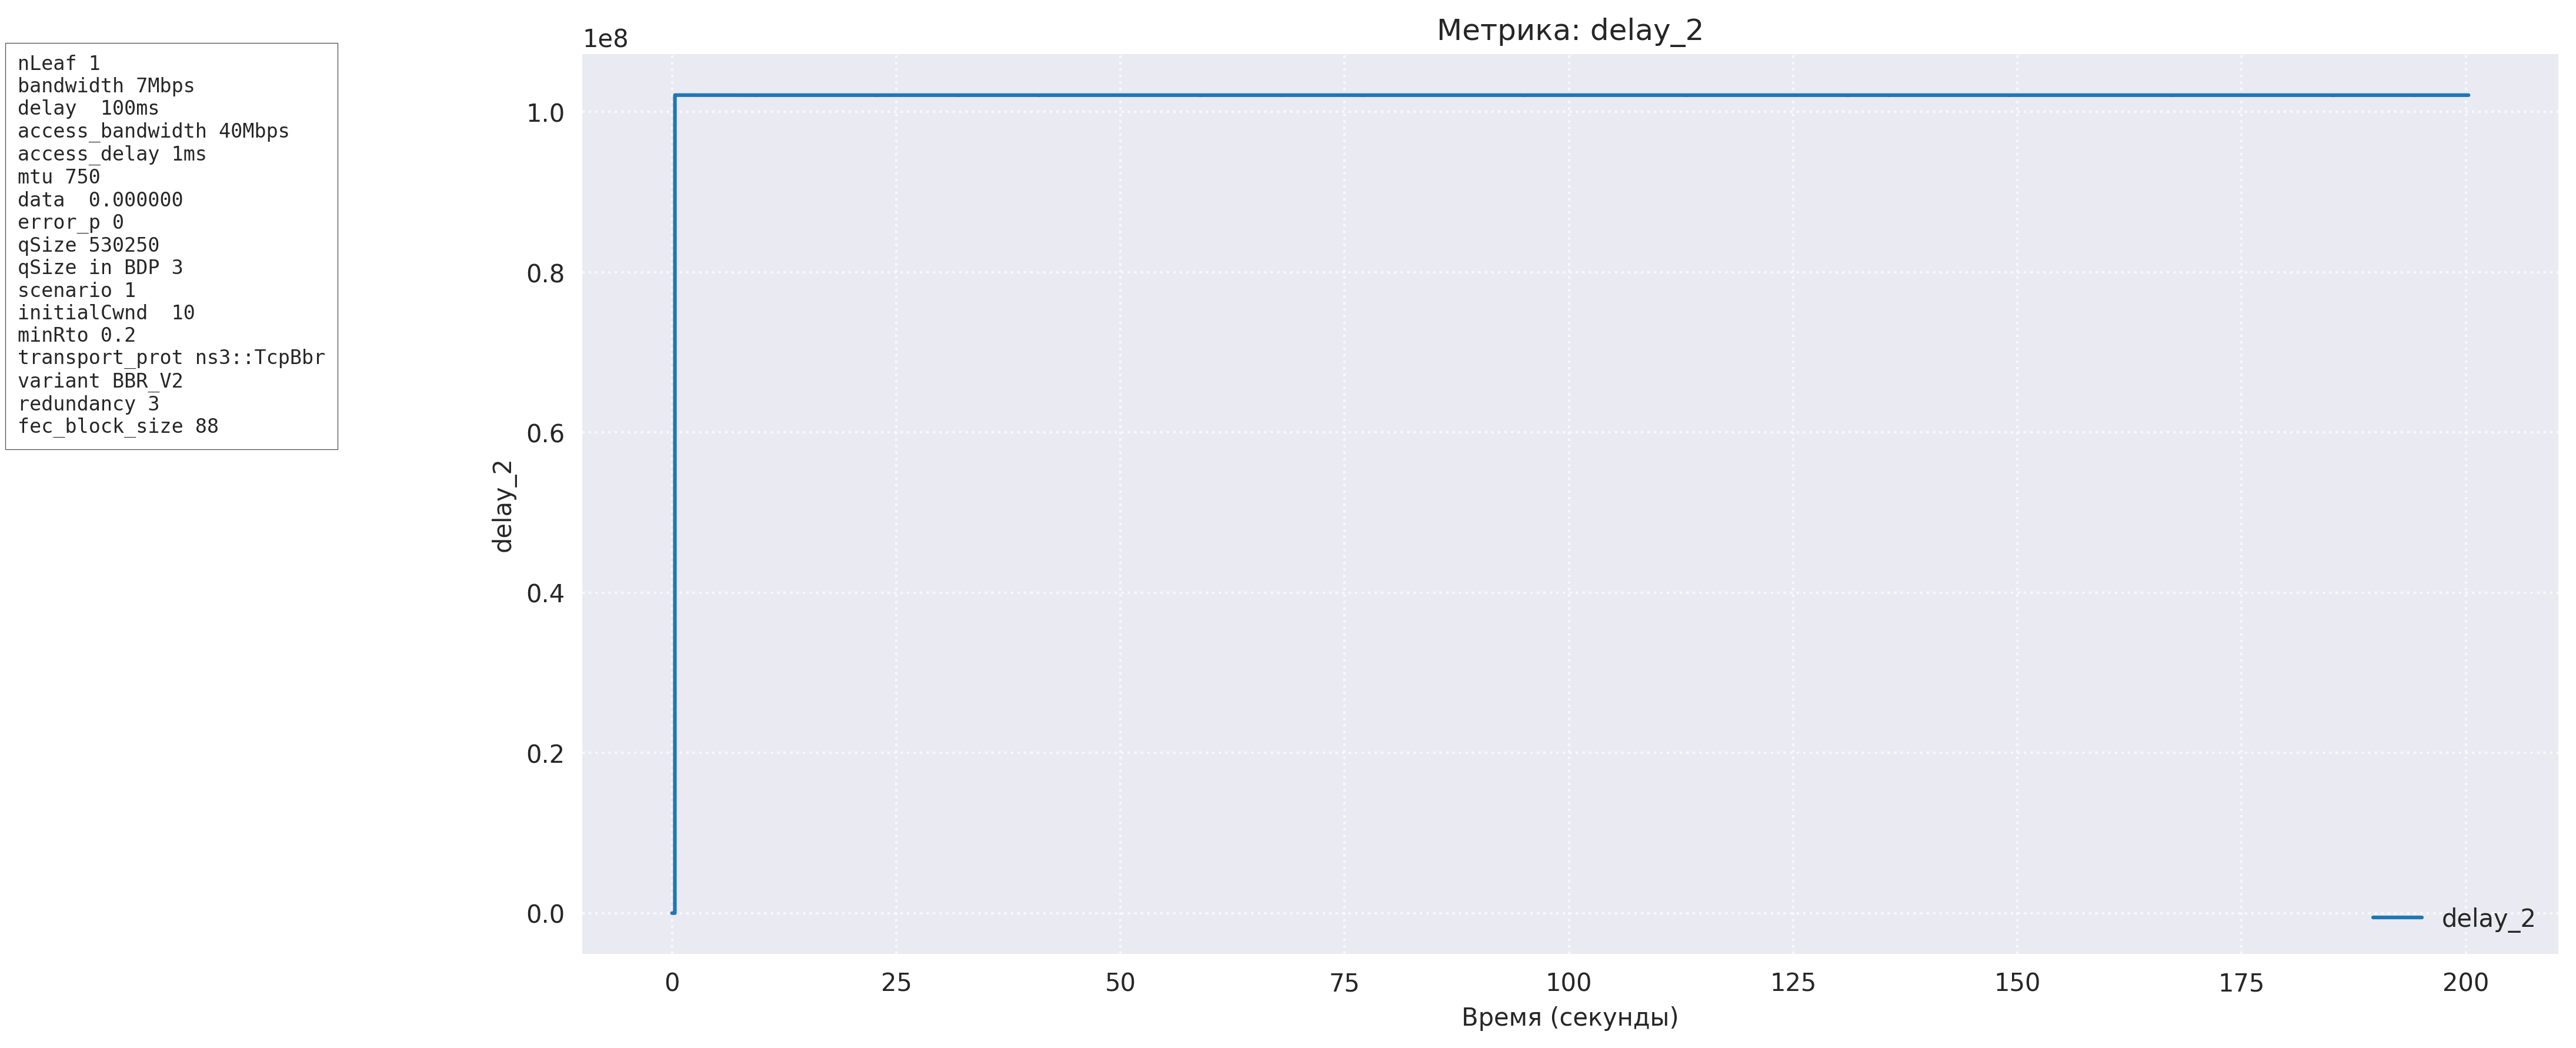 nLeaf 1
bandwidth 7Mbps
delay  100ms
access_bandwidth 40Mbps
access_delay 1ms
mtu 750
data  0.000000
error_p 0
qSize 530250
qSize in BDP 3
scenario 1
initialCwnd  10
minRto 0.2
transport_prot ns3::TcpBbr
variant BBR_V2
redundancy 3
fec_block_size 88
Метрика: delay_2
1e8
1.0
0.8
0.6
0.4
0.2
0.0
delay_2
delay_2
0 25 50 75 100 125 150 175 200
Время (секунды)